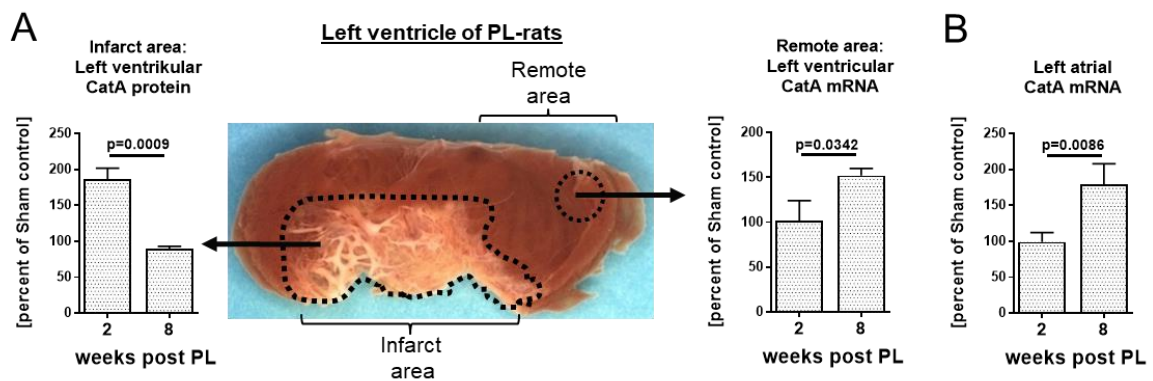 A
Left ventricle of PL-rats
B
Infarct area:
Left ventrikular
CatA protein
[percent of Sham control]
250
200
150
100
50
0
p=0.0009
2
8
weeks post PL
Remote
area
Infarct
area
Remote area:
Left ventricular
CatA mRNA
[percent of Sham control]
200
150
100
50
0
p=0.0342
2
8
weeks post PL
Left atrial
CatA mRNA
[percent of Sham control]
250
200
150
100
50
0
p=0.0086
2
8
weeks post PL